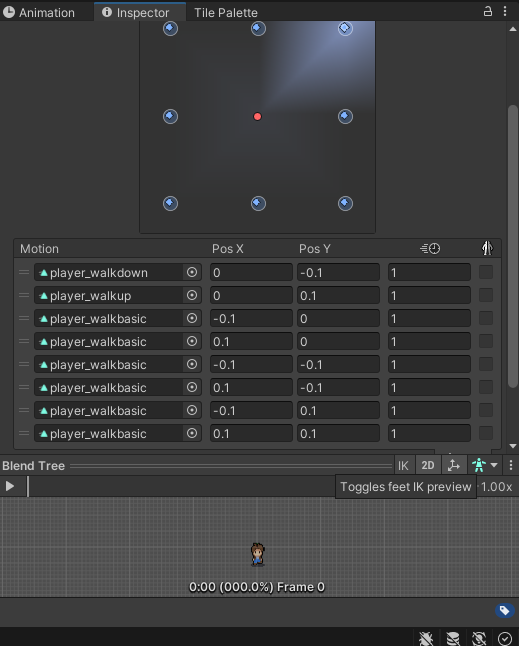 Animation Inspector Tile Palette
Motion Pos X Pos Y
player_walkdown 0 -0.1 1
player_walkup 0 0.1 1
player_walkbasic -0.1 0 1
player_walkbasic 0.1 0 1
player_walkbasic -0.1 -0.1 1
player_walkbasic 0.1 -0.1 1
player_walkbasic -0.1 0.1 1
player_walkbasic 0.1 0.1 1
Blend Tree IK 2D
Toggles feet IK preview 1.00x
0:00 (000.0%) Frame 0